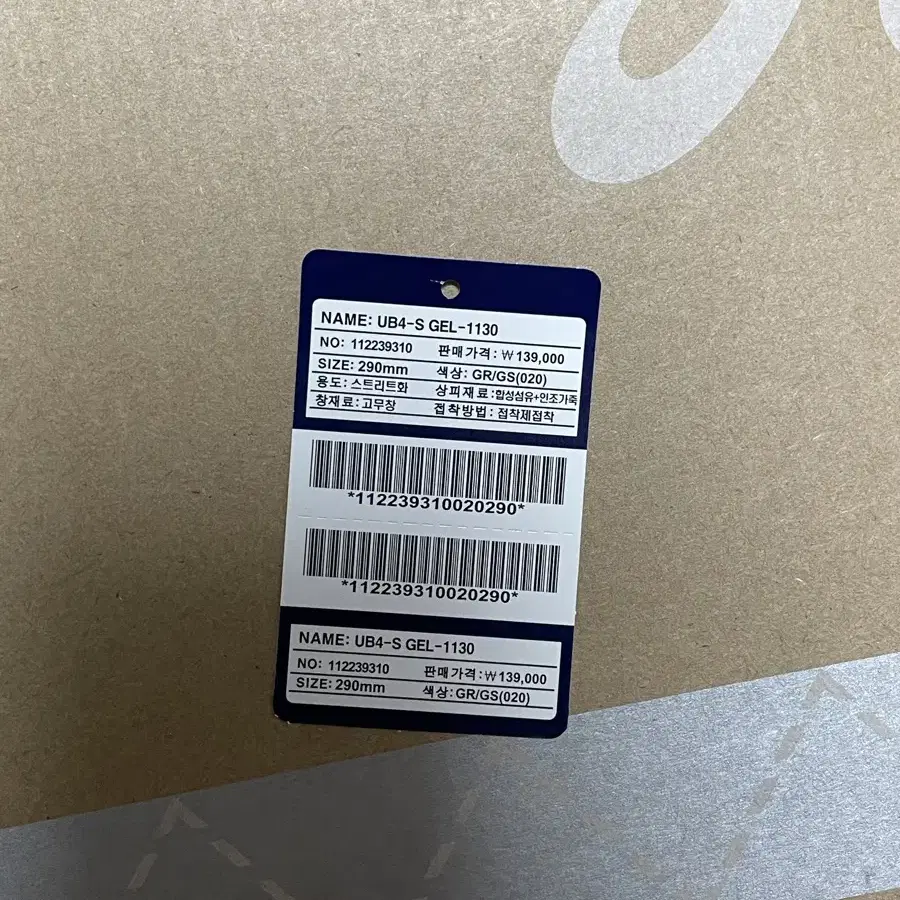 NAME: UB4-S GEL-1130
NO: 112239310 판매가격: ₩139,000
SIZE: 290mm 색상: GR/GS(020)
용도: 스트리트화 상피재료:합성섬유+인조가죽
창재료: 고무창 접착방법: 접착제접착
*112239310020290*
*112239310020290*
NAME: UB4-S GEL-1130
NO: 112239310 판매가격:₩139,000
SIZE: 290mm 색상: GR/GS(020)